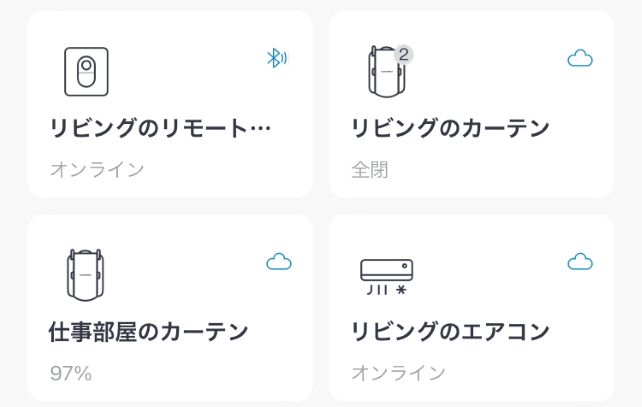 リビングのリモート…
オンライン
2
リビングのカーテン
全閉
仕事部屋のカーテン
97%
リビングのエアコン
オンライン